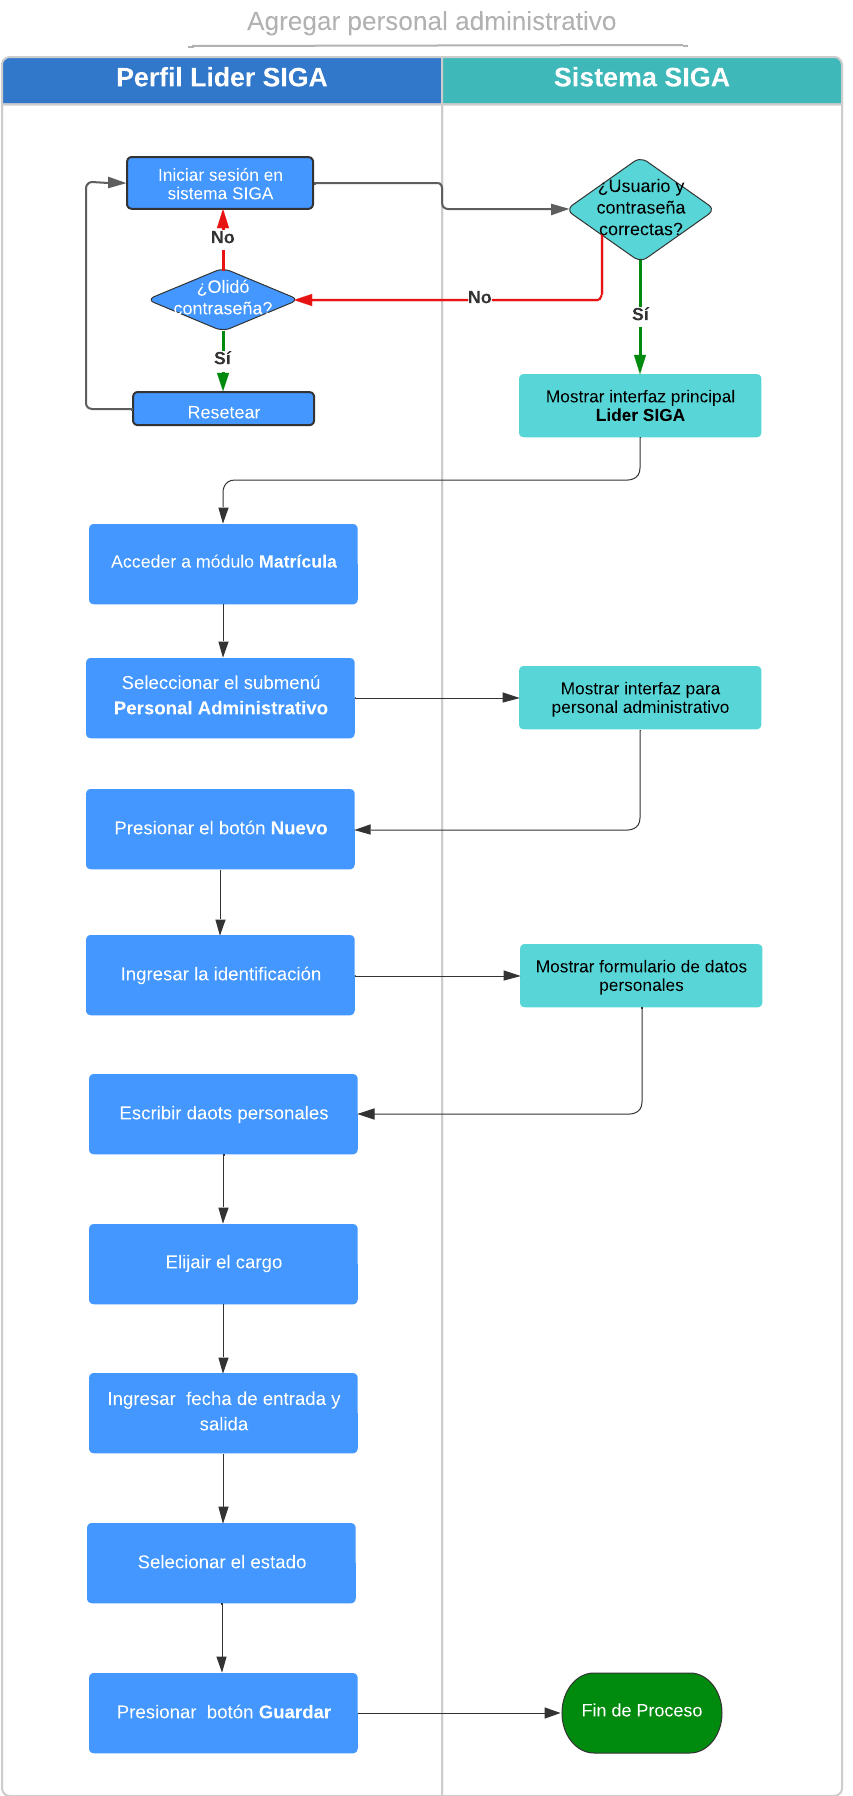 Agregar personal administrativo
Perfil Lider SIGA
Sistema SIGA
Iniciar sesión en
sistema SIGA
¿Usuario y
contraseña
correctas?
No
¿Olidó
contraseña?
No
Sí
Sí
Resetear
Mostrar interfaz principal
Lider SIGA
Acceder a módulo Matrícula
Seleccionar el submenú
Personal Administrativo
Mostrar interfaz para
personal administrativo
Presionar el botón Nuevo
Ingresar la identificación
Mostrar formulario de datos
personales
Escribir daots personales
Elijair el cargo
Ingresar  fecha de entrada y
salida
Selecionar el estado
Presionar  botón Guardar
Fin de Proceso